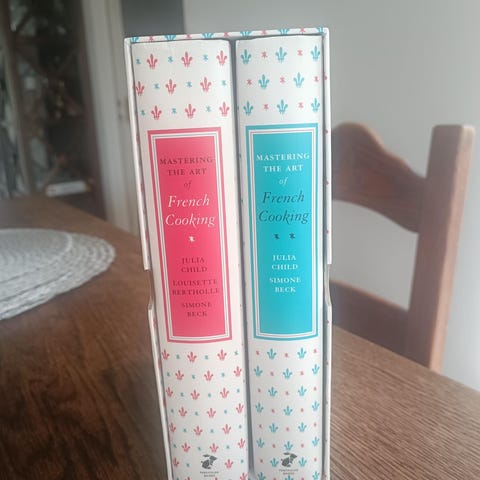 MASTERING
THE ART
of
French
Cooking
JULIA
CHILD
LOUISETTE
BERTHOLLE
SIMONE
BECK
MASTERING
THE ART
of
French
Cooking
JULIA
CHILD
SIMONE
BECK